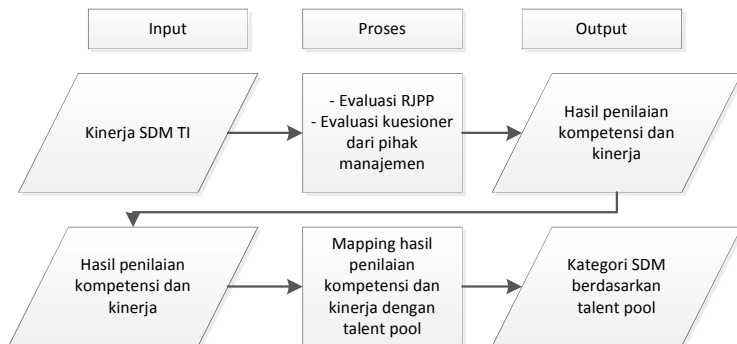 Input
Proses
Output
Kinerja SDM TI
- Evaluasi RJPP
- Evaluasi kuesioner
dari pihak
manajemen
Hasil penilaian
kompetensi dan
kinerja
Hasil penilaian
kompetensi dan
kinerja
Mapping hasil
penilaian
kompetensi dan
kinerja dengan
talent pool
Kategori SDM
berdasarkan
talent pool